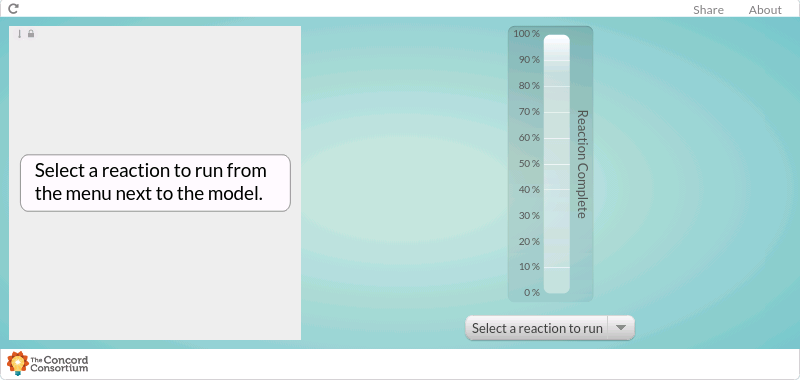 Share About
Select a reaction to run from
the menu next to the model.
100 %
90 %
80 %
70 %
60 %
50 %
40 %
30 %
20 %
10 %
0 %
Reaction Complete
Select a reaction to run
The Concord
Consortium